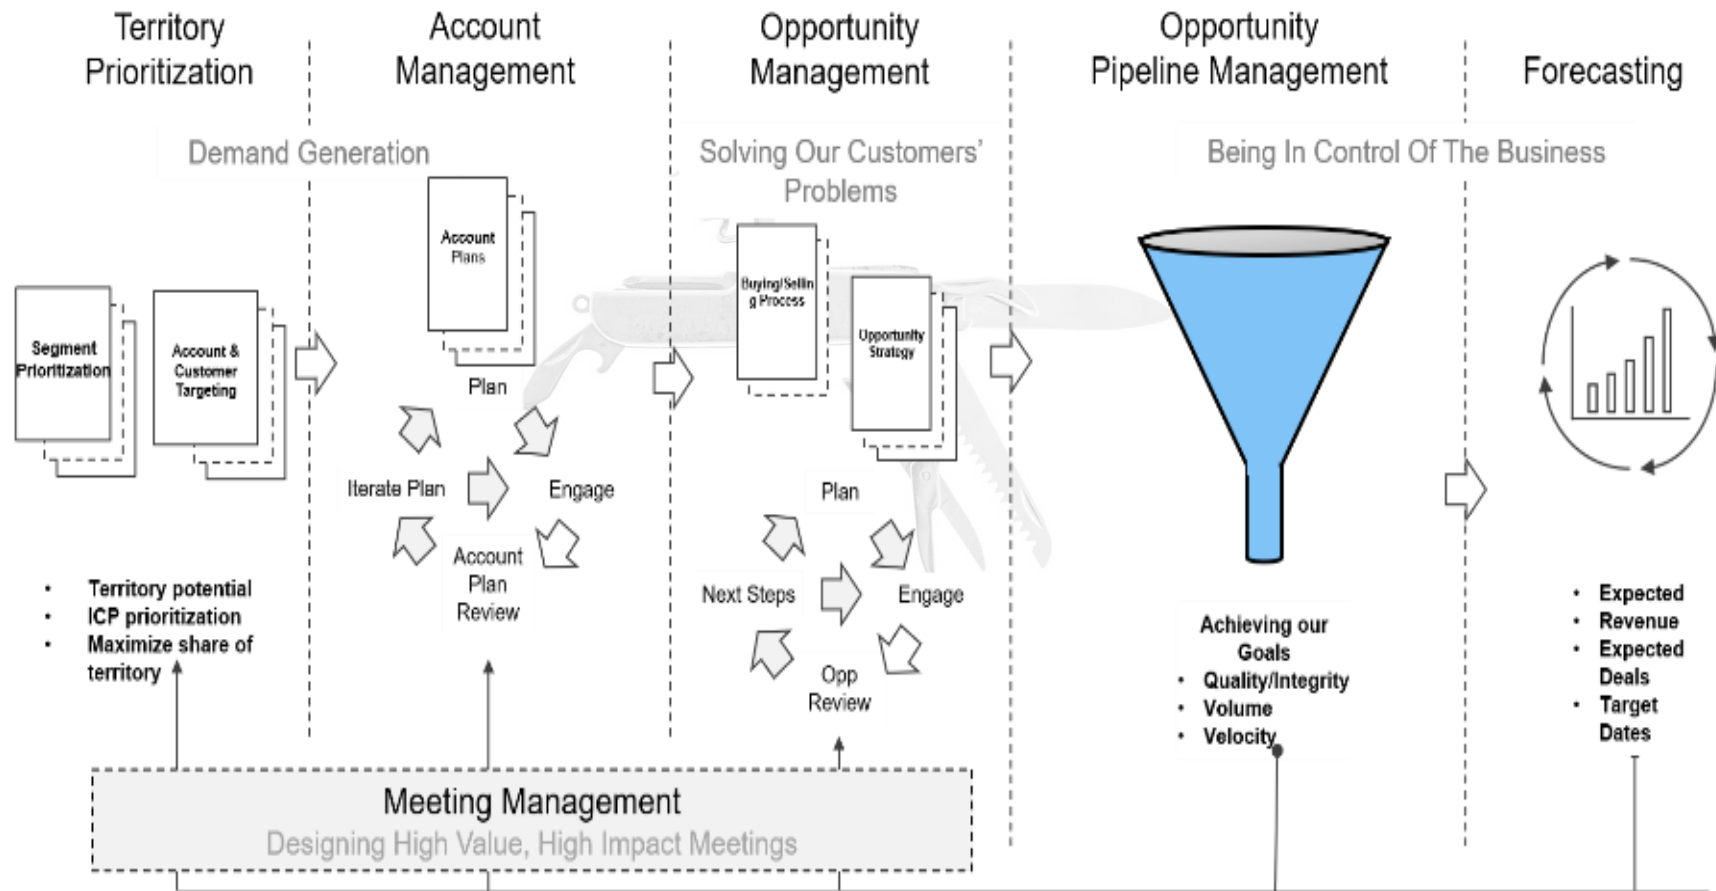 Territory
Prioritization
Account
Management
Opportunity
Management
Opportunity
Pipeline Management
Forecasting
Demand Generation
Solving Our Customers'
Problems
Being In Control Of The Business
Segment
Prioritization
Account &
Customer
Targeting
Account
Plans
Plan
Iterate Plan
Engage
Account
Plan
Review
Buying/Sellin
g Process
Opportunity
Strategy
Plan
Next Steps
Engage
Opp
Review
• Territory potential
• ICP prioritization
• Maximize share of
territory
Achieving our
Goals
• Quality/Integrity
• Volume
• Velocity
• Expected
• Revenue
• Expected
Deals
• Target
Dates
Meeting Management
Designing High Value, High Impact Meetings